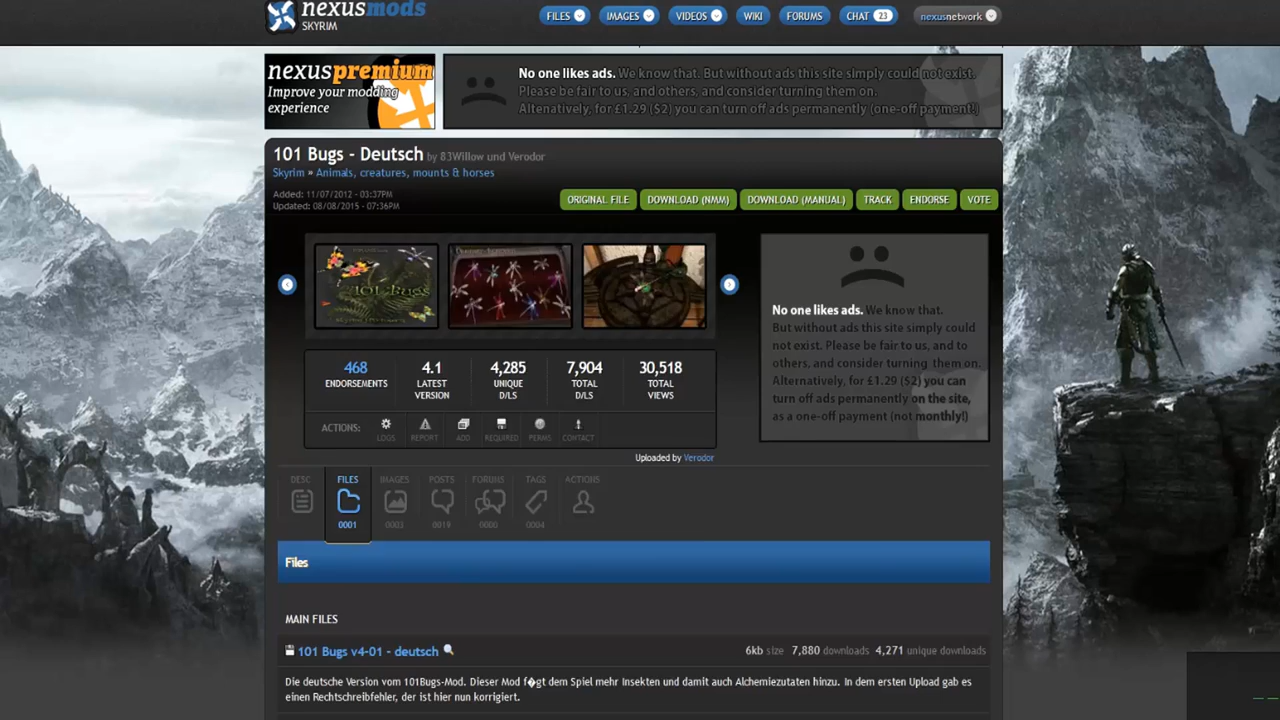 nexusmods
SKYRIM
FILES
IMAGES
VIDEOS
WIKI
FORUMS
CHAT 23
nexusnetwork
nexuspremium
Improve your modding
experience
No one likes ads. We know that. But without ads this site simply could not exist.
Please be fair to us, and others, and consider turning them on.
Altenatively, for £1.29 ($2) you can turn off ads permanently (one-off payment!)
101 Bugs - Deutsch by 83Willow und Verodor
Skyrim » Animals, creatures, mounts & horses
Added: 11/07/2012 - 03:37PM
Updated: 08/08/2015 - 07:36PM
ORIGINAL FILE
DOWNLOAD (NMM)
DOWNLOAD (MANUAL)
TRACK
ENDORSE
VOTE
101 Bugs
No one likes ads. We know that.
But without ads this site simply could
not exist. Please be fair to us, and to
others, and consider turning them on.
Alternatively, for £1.29 ($2) you can
turn off ads permanently on the site,
as a one-off payment (not monthly!)
468 4.1 4,285 7,904 30,518
ENDORSEMENTS LATEST UNIQUE TOTAL TOTAL
VERSION D/LS D/LS VIEWS
ACTIONS: LOGS REPORT ADD REQUIRED PERMS CONTACT
Uploaded by Verodor
DESC FILES IMAGES POSTS FORUMS TAGS ACTIONS
0001 0003 0019 0000 0004
Files
MAIN FILES
101 Bugs v4-01 - deutsch
6kb size 7,880 downloads 4,271 unique downloads
Die deutsche Version vom 101Bugs-Mod. Dieser Mod f�gt dem Spiel mehr Insekten und damit auch Alchemiezutaten hinzu. In dem ersten Upload gab es
einen Rechtschreibfehler, der ist hier nun korrigiert.